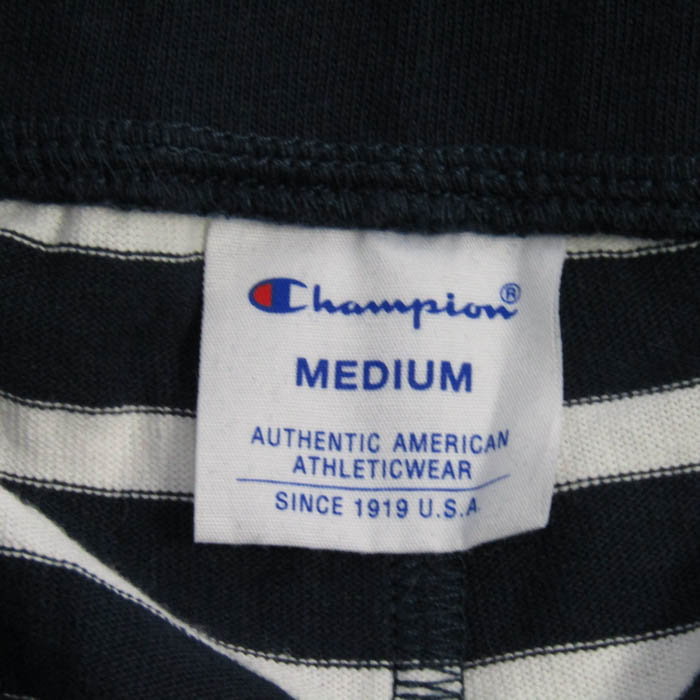 Champion®
MEDIUM
AUTHENTIC AMERICAN
ATHLETICWEAR
SINCE 1919 U.S.A.